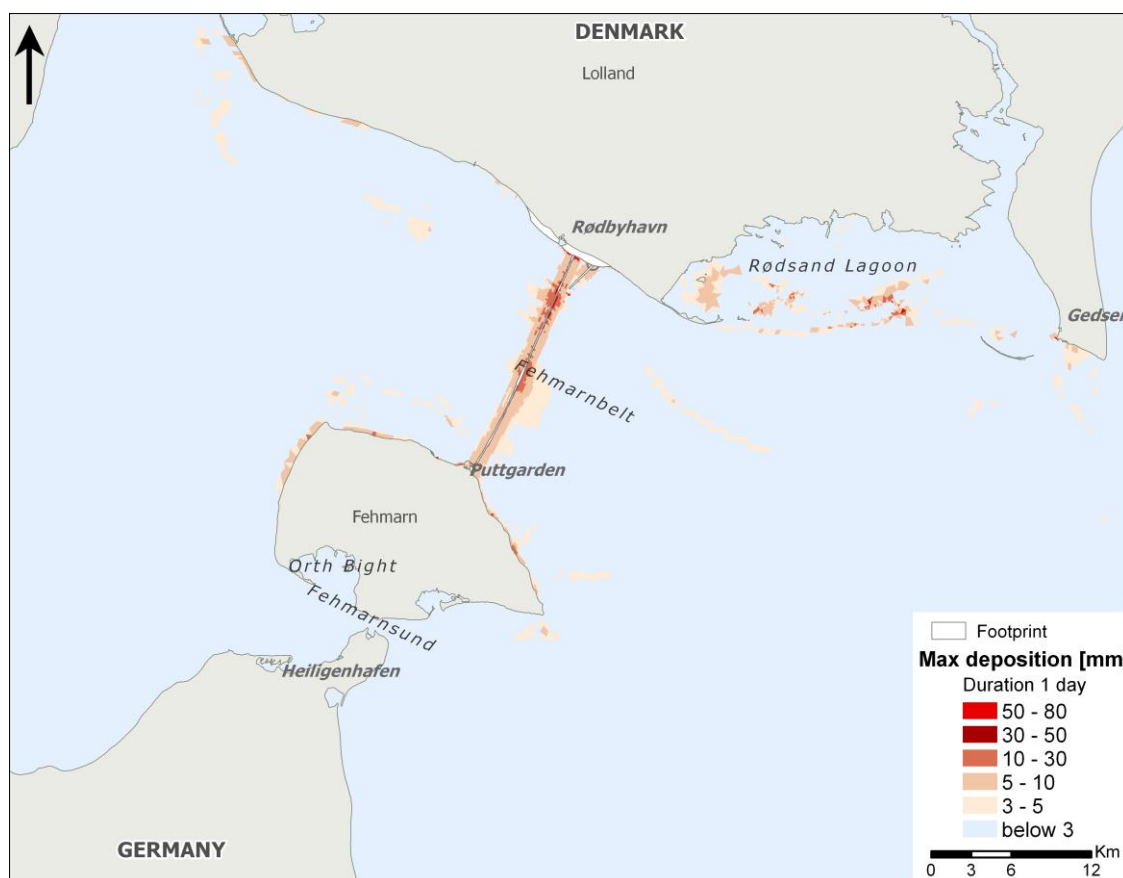 DENMARK
Lolland
Rødbyhavn
Rødsand Lagoon
Gedser
Fehmarnbelt
Puttgarden
Fehmarn
Orth Bight
Fehmarnsund
Heiligenhafen
GERMANY
Footprint
Max deposition [mm
Duration 1 day
50 - 80
30 - 50
10 - 30
5 - 10
3 - 5
below 3
Km
0 3 6 12